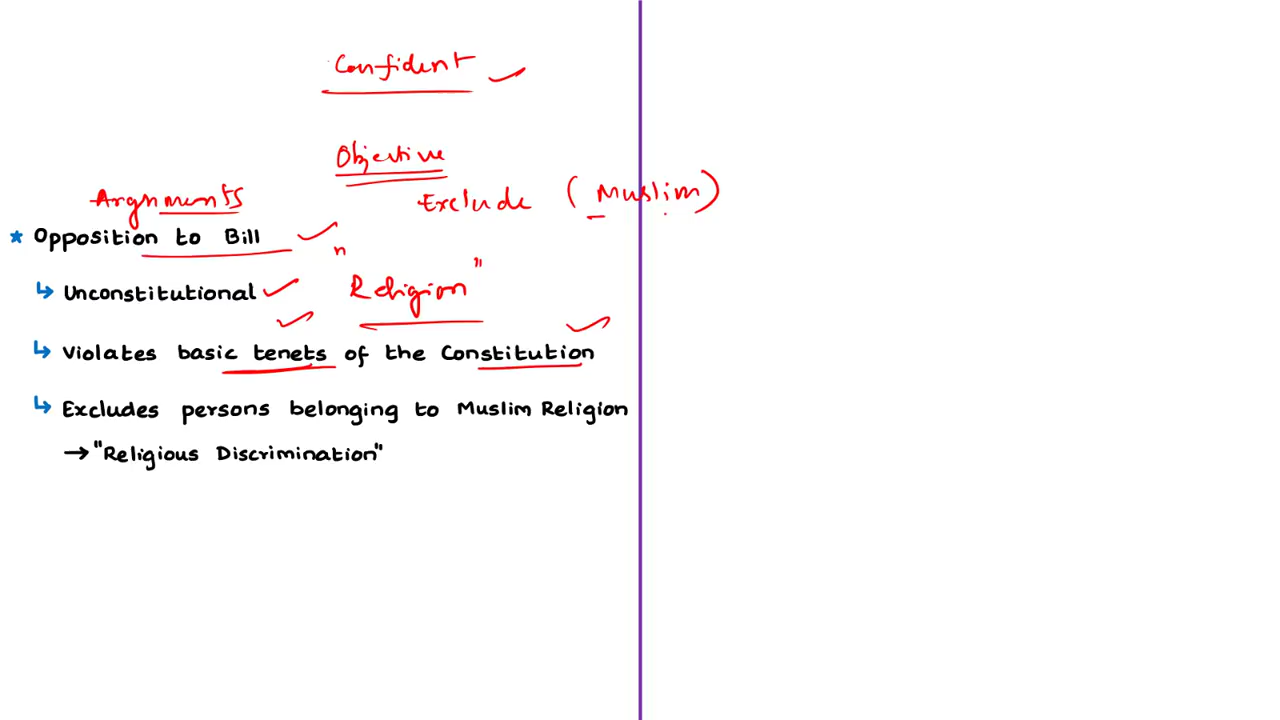 Confident
Objective
Arguments
Exclude (Muslim)
* Opposition to Bill
↳ Unconstitutional
"Religion"
↳ Violates basic tenets of the Constitution
↳ Excludes persons belonging to Muslim Religion
→ "Religious Discrimination"